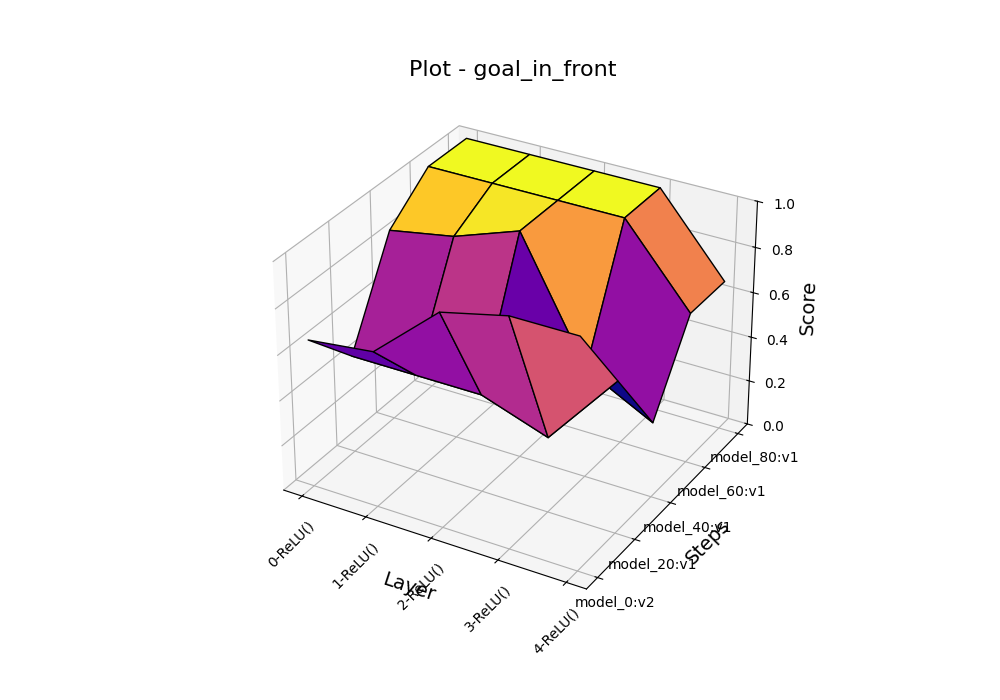 Plot - goal_in_front
1.0
0.8
0.6
0.4
0.2
0.0
Score
model_80:v1
model_60:v1
model_40:v1
model_20:v1
model_0:v2
Steps
0-ReLU()
1-ReLU()
2-ReLU()
3-ReLU()
4-ReLU()
Layer